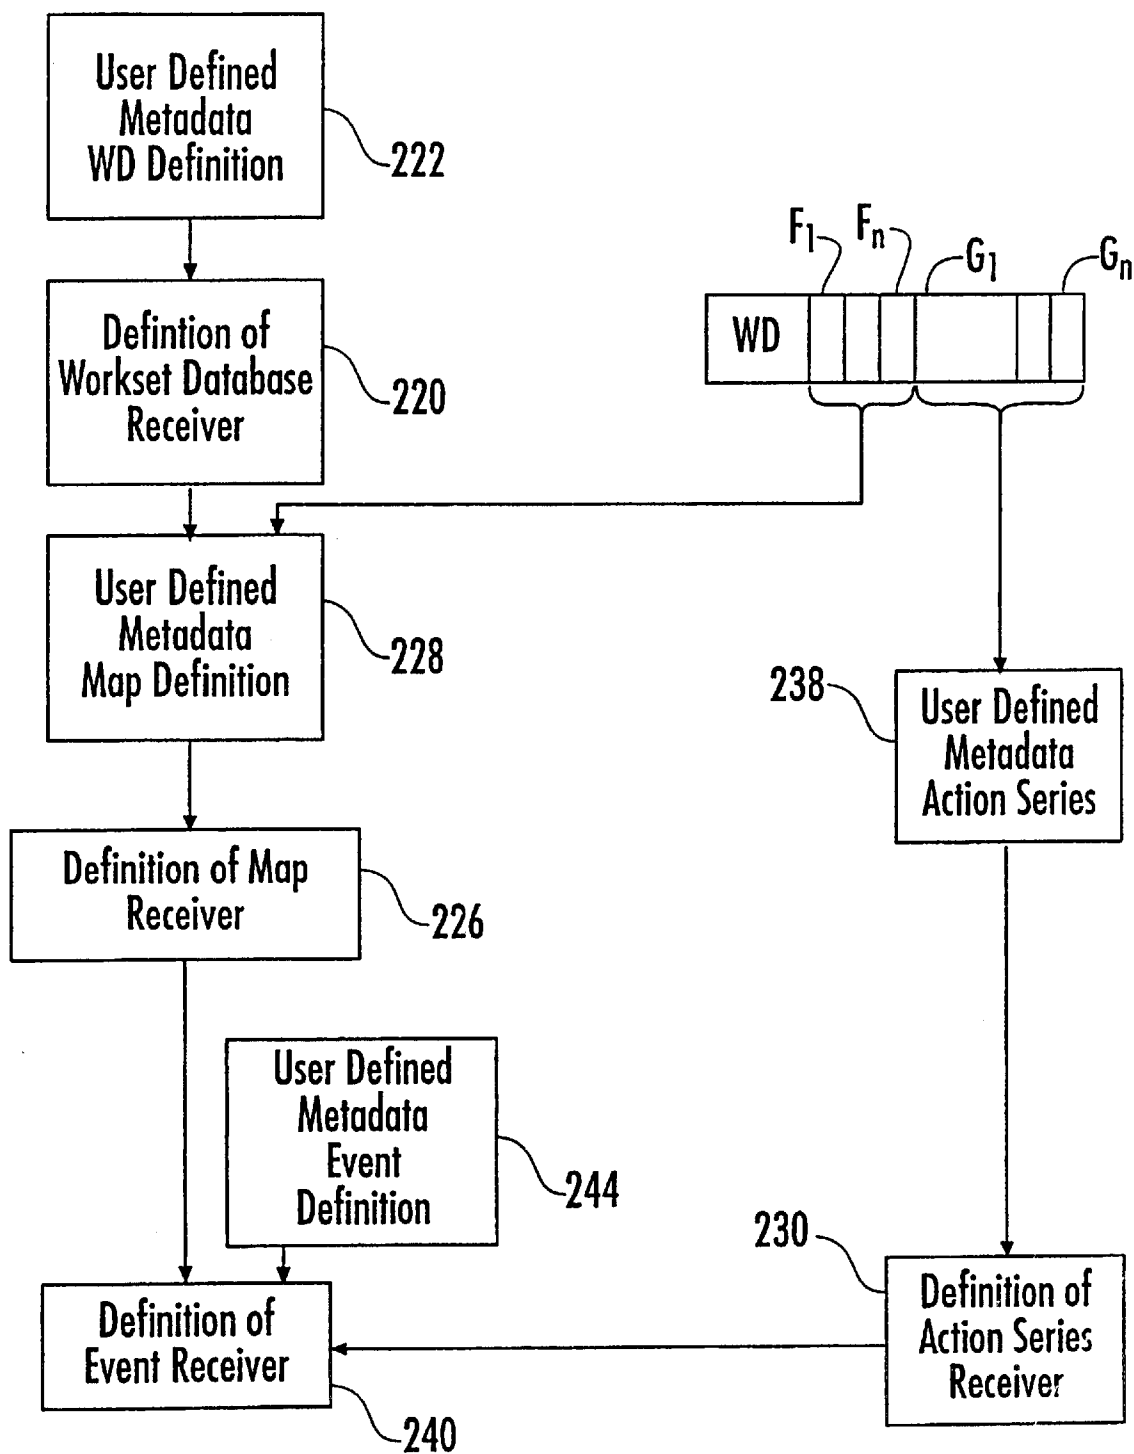 User Defined
Metadata
WD Definition
222
F1
Fn
G1
Gn
WD
Defintion of
Workset Database
Receiver
220
User Defined
Metadata
Map Definition
228
238
User Defined
Metadata
Action Series
Definition of Map
Receiver
226
User Defined
Metadata
Event
Definition
244
230
Definition of
Action Series
Receiver
Definition of
Event Receiver
240